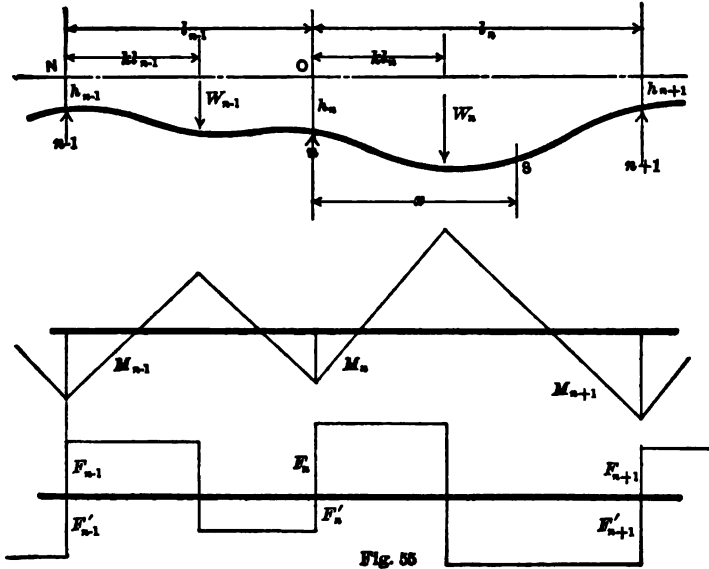 l_{n-1} l_n
kl_{n-1} kl_n
N O
h_{n-1} W_{n-1} h_n W_n h_{n+1}
n-1 n S n+1
x
M_{n-1} M_n M_{n+1}
F_{n-1} F_n F_{n+1}
F'_{n-1} F'_n F'_{n+1}
Fig. 55